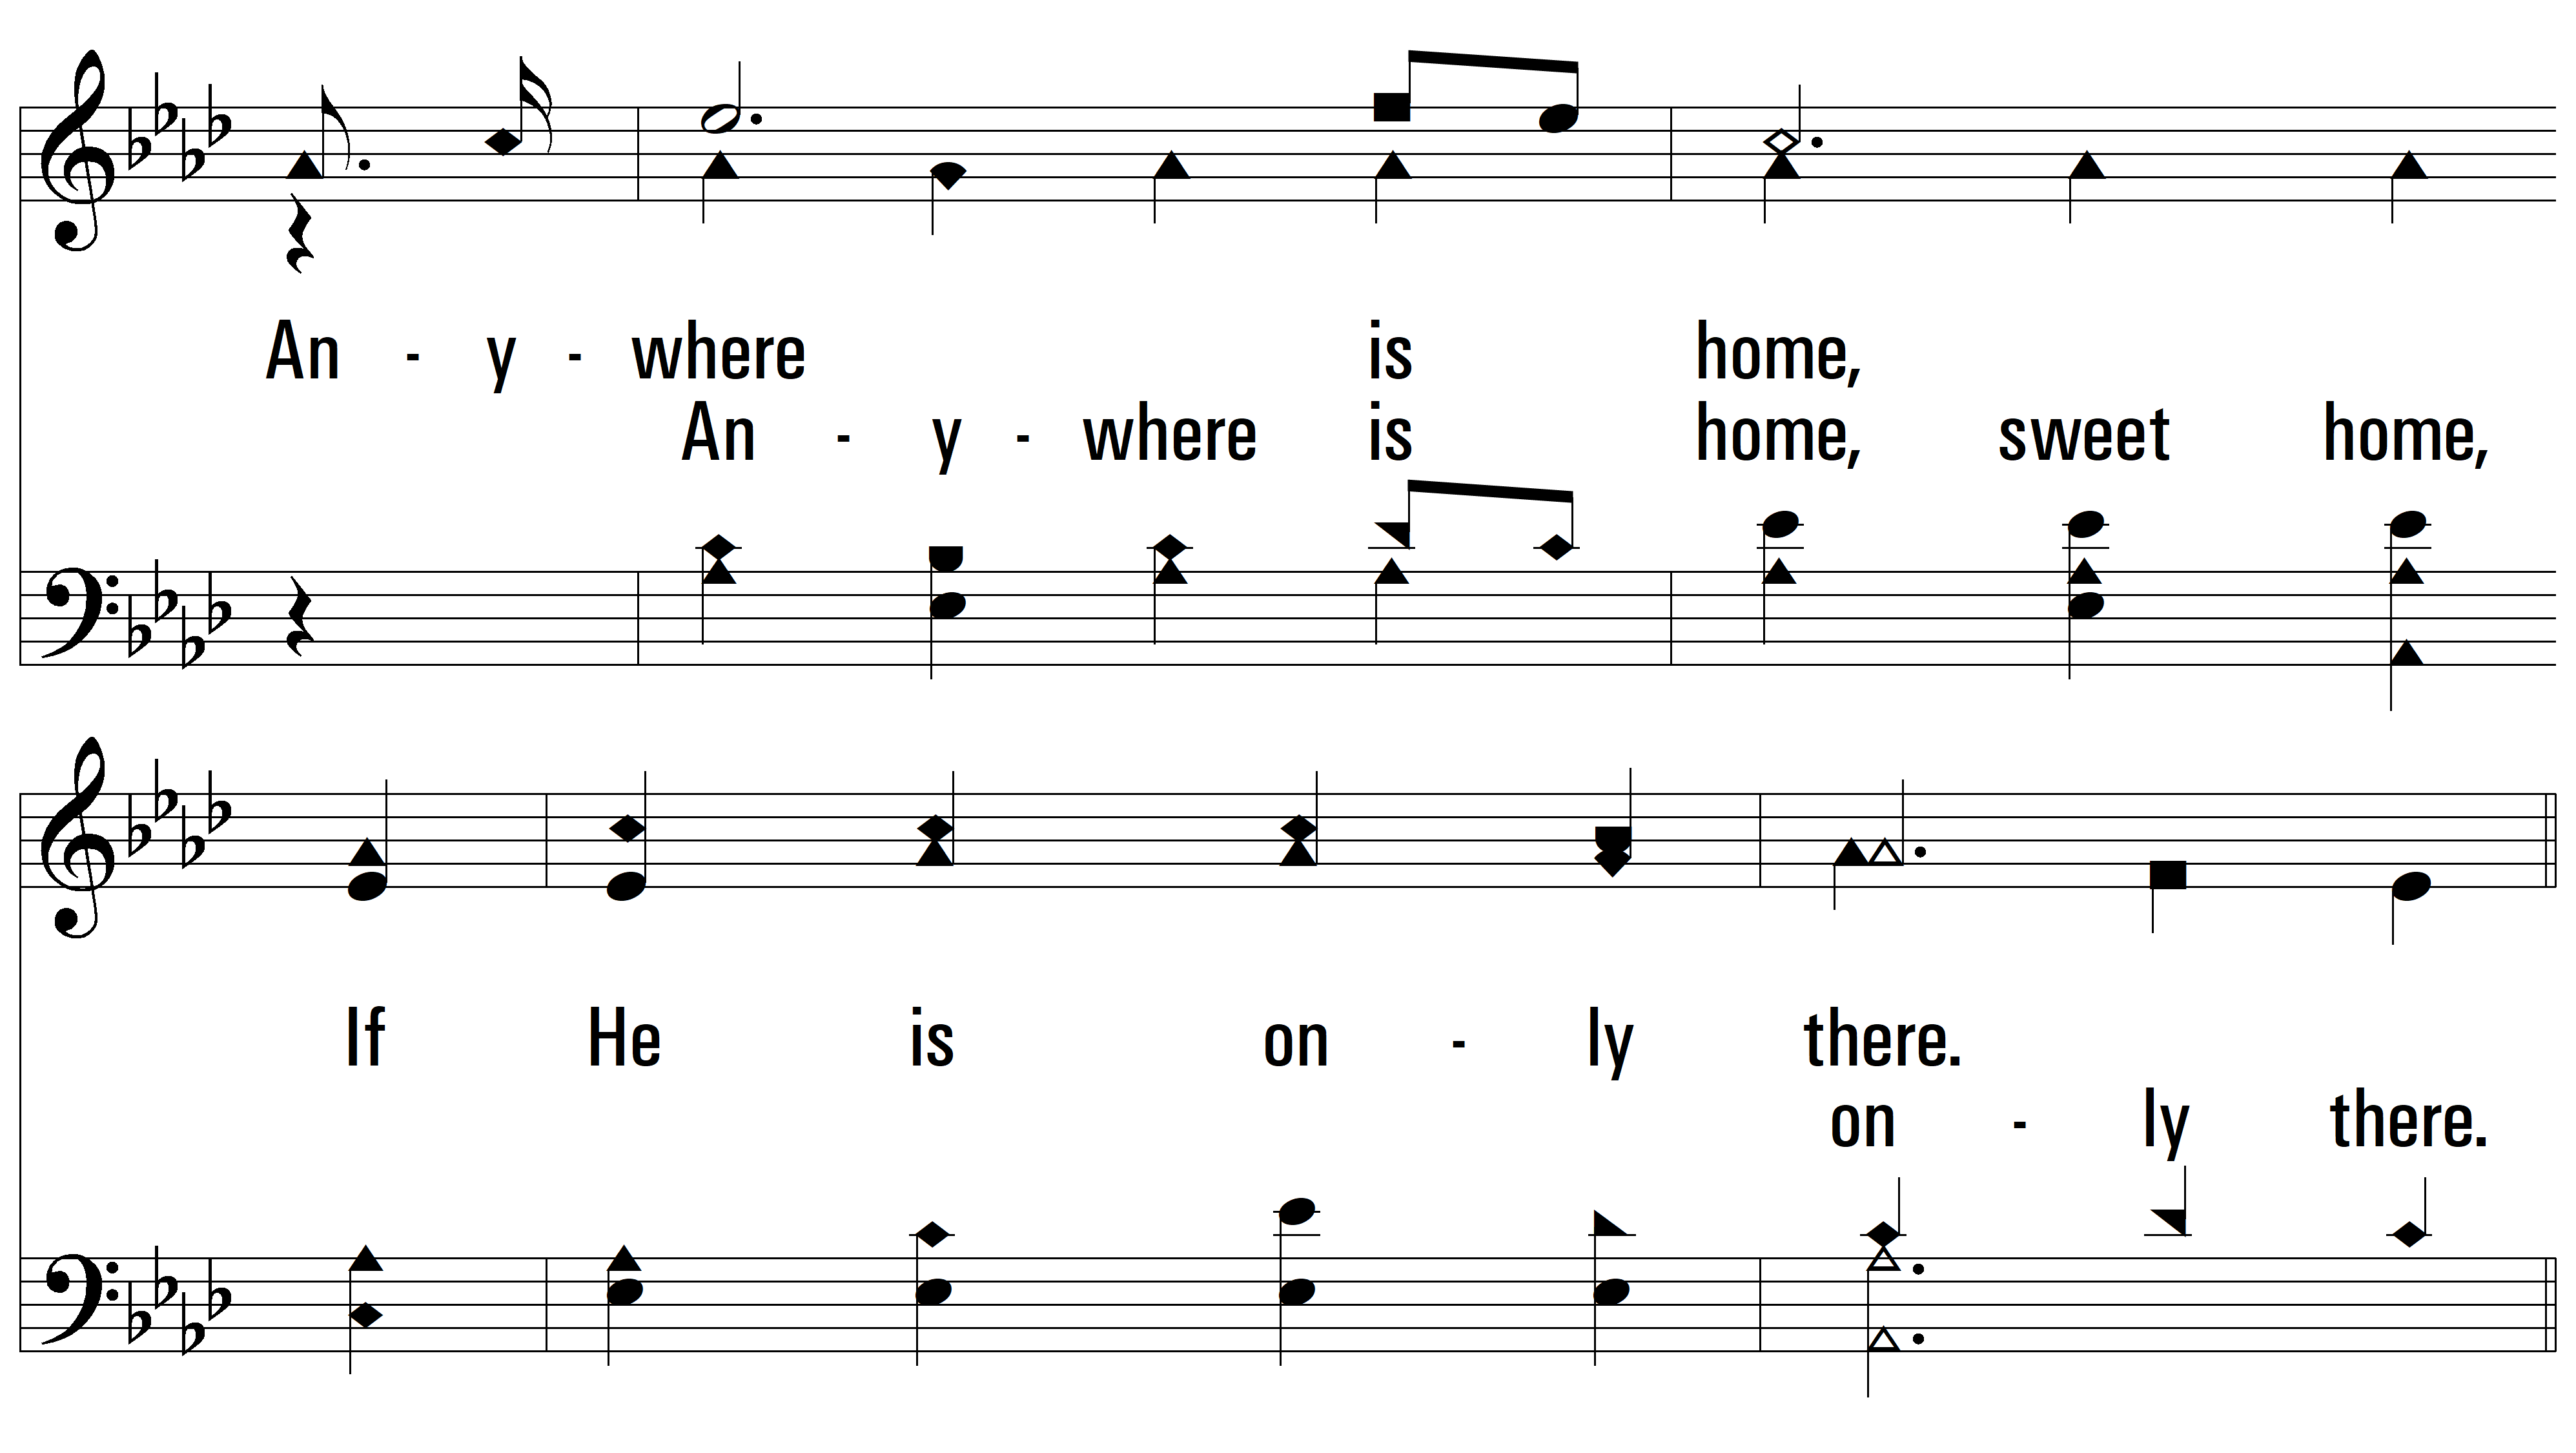 An - y - where is home,
An - y - where is home, sweet home,
If He is on - ly there.
on - ly there.